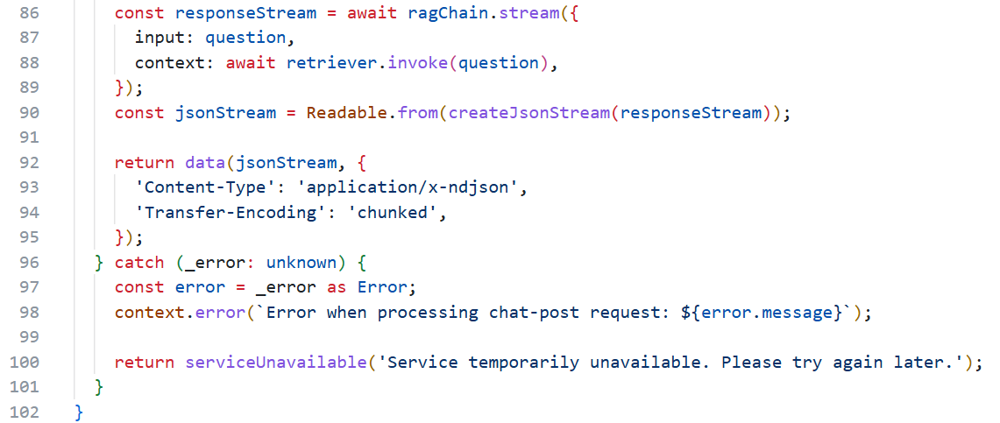 86 const responseStream = await ragChain.stream({
87 input: question,
88 context: await retriever.invoke(question),
89 });
90 const jsonStream = Readable.from(createJsonStream(responseStream));
91
92 return data(jsonStream, {
93 'Content-Type': 'application/x-ndjson',
94 'Transfer-Encoding': 'chunked',
95 });
96 } catch (_error: unknown) {
97 const error = _error as Error;
98 context.error(`Error when processing chat-post request: ${error.message}`);
99
100 return serviceUnavailable('Service temporarily unavailable. Please try again later.');
101 }
102 }